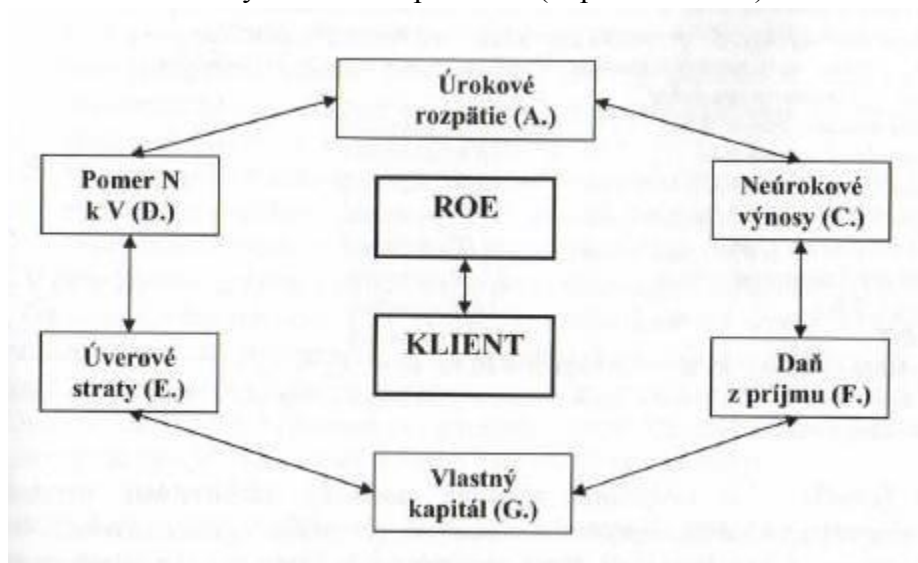 Úrokové
rozpätie (A.)
Pomer N
k V (D.)
ROE
Neúrokové
výnosy (C.)
KLIENT
Úverové
straty (E.)
Daň
z príjmu (F.)
Vlastný
kapitál (G.)